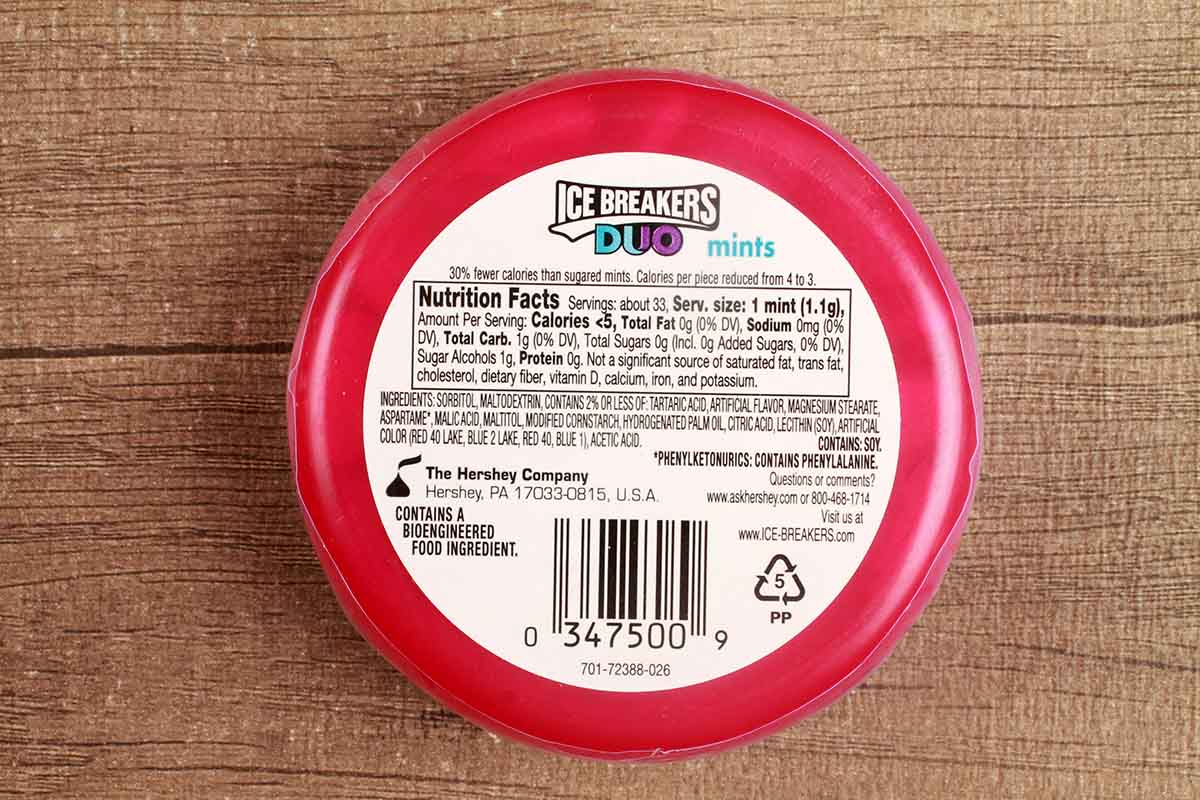 ICE BREAKERS
DUO mints
30% fewer calories than sugared mints. Calories per piece reduced from 4 to 3.
Nutrition Facts Servings: about 33, Serv. size: 1 mint (1.1g),
Amount Per Serving: Calories <5, Total Fat 0g (0% DV), Sodium 0mg (0%
DV), Total Carb. 1g (0% DV), Total Sugars 0g (Incl. 0g Added Sugars, 0% DV),
Sugar Alcohols 1g, Protein 0g. Not a significant source of saturated fat, trans fat,
cholesterol, dietary fiber, vitamin D, calcium, iron, and potassium.
INGREDIENTS: SORBITOL, MALTODEXTRIN, CONTAINS 2% OR LESS OF: TARTARIC ACID, ARTIFICIAL FLAVOR, MAGNESIUM STEARATE,
ASPARTAME*, MALIC ACID, MALTITOL, MODIFIED CORNSTARCH, HYDROGENATED PALM OIL, CITRIC ACID, LECITHIN (SOY), ARTIFICIAL
COLOR (RED 40 LAKE, BLUE 2 LAKE, RED 40, BLUE 1), ACETIC ACID. CONTAINS: SOY.
*PHENYLKETONURICS: CONTAINS PHENYLALANINE.
The Hershey Company
Hershey, PA 17033-0815, U.S.A.
Questions or comments?
www.askhershey.com or 800-468-1714
Visit us at
www.ICE-BREAKERS.com
CONTAINS A
BIOENGINEERED
FOOD INGREDIENT.
5
PP
0 347500 9
701-72388-026